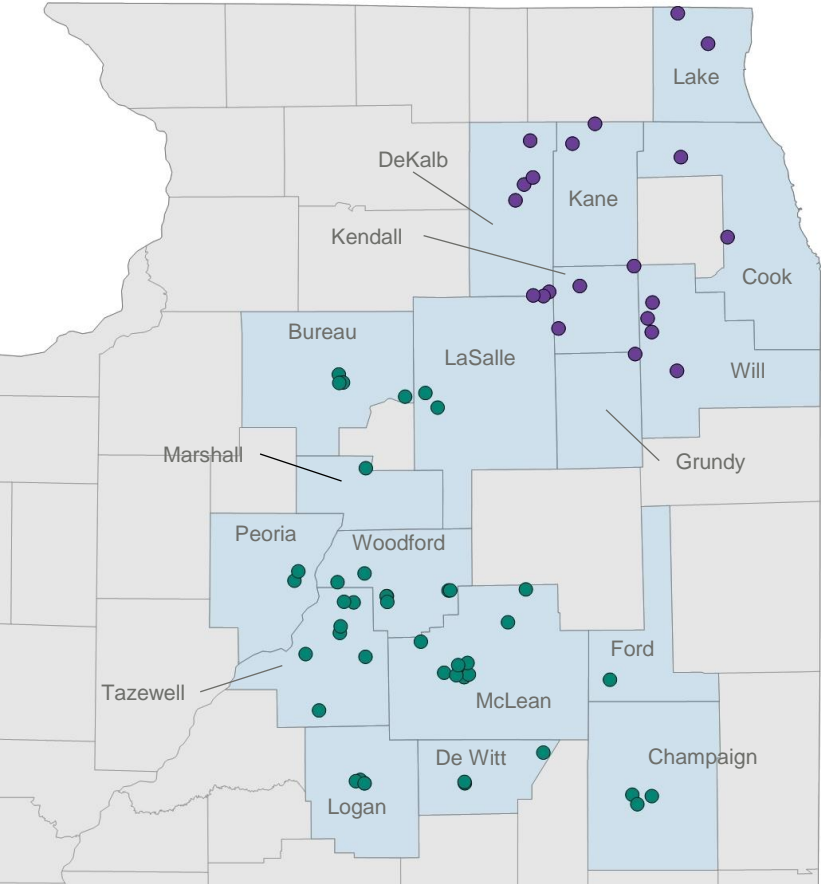 Lake
DeKalb
Kane
Kendall
Cook
Bureau
LaSalle
Will
Marshall
Grundy
Peoria
Woodford
Ford
Tazewell
McLean
De Witt
Champaign
Logan